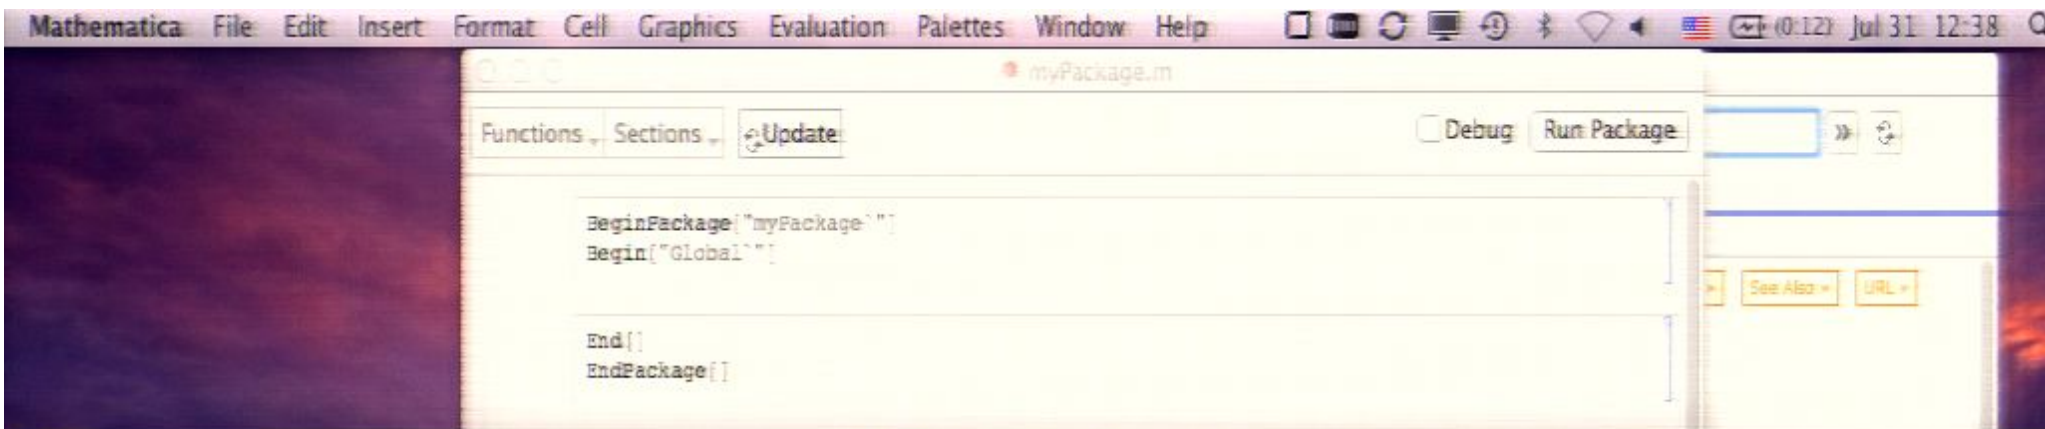 Mathematica File Edit Insert Format Cell Graphics Evaluation Palettes Window Help (0:12) Jul 31 12:38
myPackage.m
Functions Sections Update Debug Run Package
BeginPackage["myPackage`"]
Begin["Global`"]
See Also URL
End[]
EndPackage[]